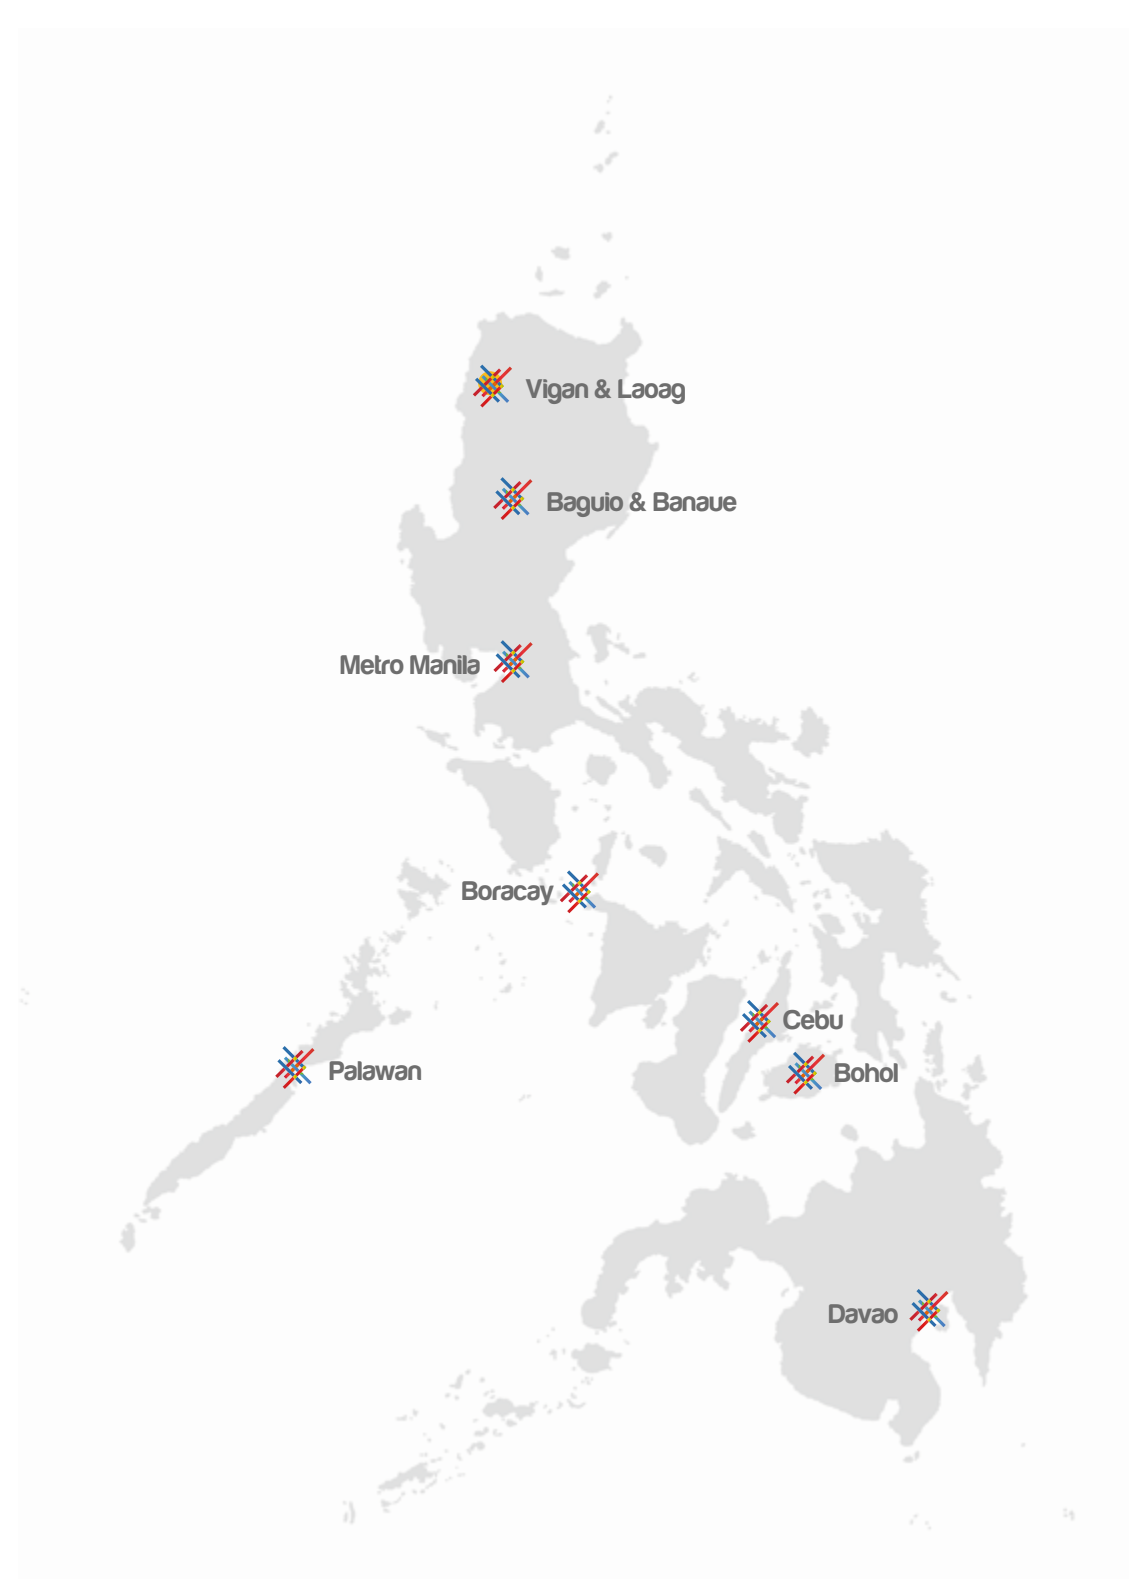 Vigan & Laoag
Baguio & Banaue
Metro Manila
Boracay
Cebu
Palawan
Bohol
Davao